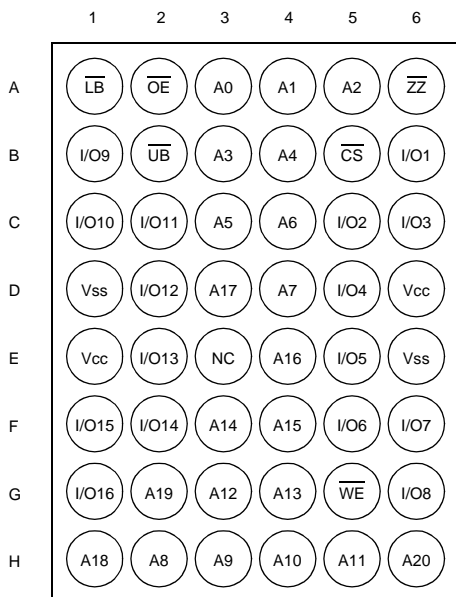 1 2 3 4 5 6
A LB OE A0 A1 A2 ZZ
B I/O9 UB A3 A4 CS I/O1
C I/O10 I/O11 A5 A6 I/O2 I/O3
D Vss I/O12 A17 A7 I/O4 Vcc
E Vcc I/O13 NC A16 I/O5 Vss
F I/O15 I/O14 A14 A15 I/O6 I/O7
G I/O16 A19 A12 A13 WE I/O8
H A18 A8 A9 A10 A11 A20